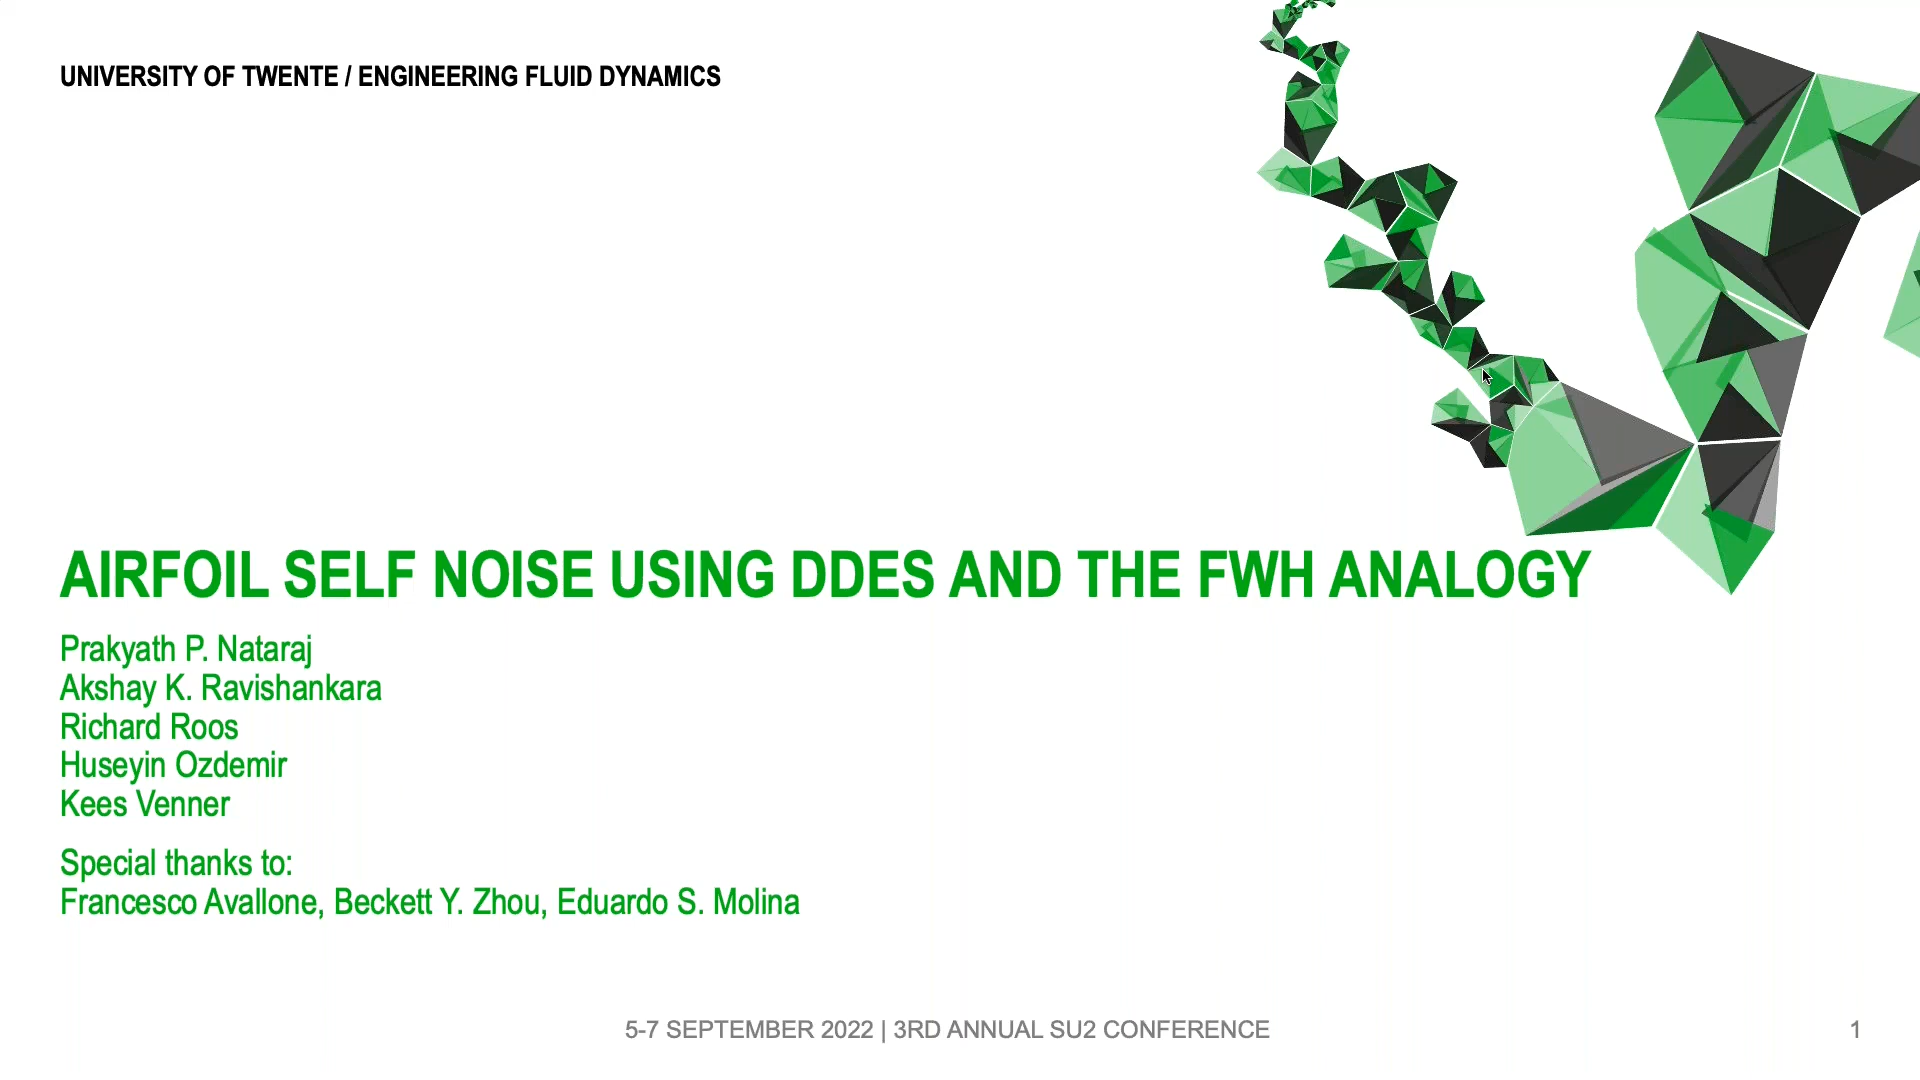 UNIVERSITY OF TWENTE / ENGINEERING FLUID DYNAMICS
AIRFOIL SELF NOISE USING DDES AND THE FWH ANALOGY
Prakyath P. Nataraj
Akshay K. Ravishankara
Richard Roos
Huseyin Ozdemir
Kees Venner
Special thanks to:
Francesco Avallone, Beckett Y. Zhou, Eduardo S. Molina
5-7 SEPTEMBER 2022 | 3RD ANNUAL SU2 CONFERENCE
1